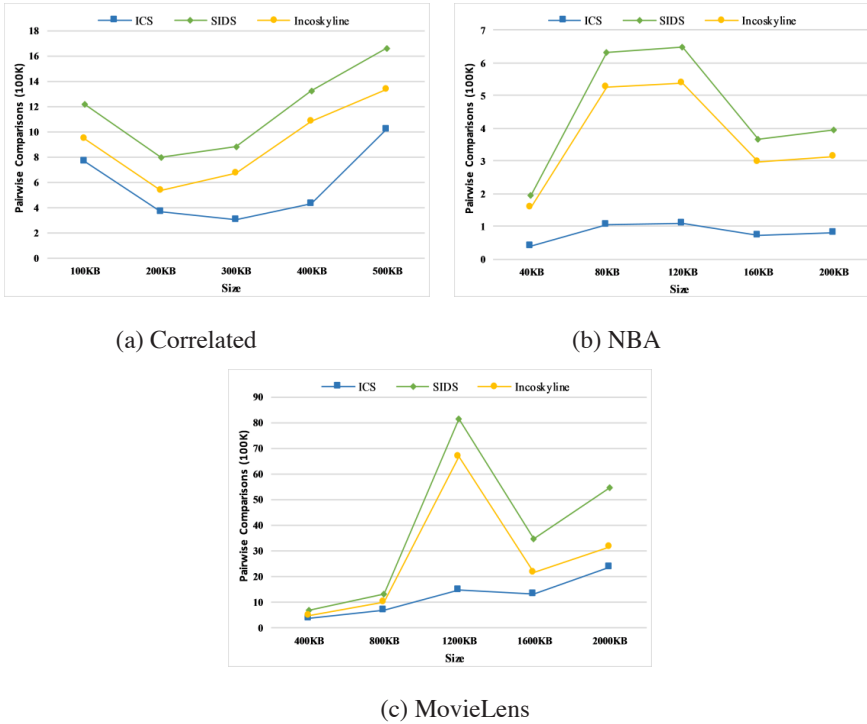 ICS SIDS Incoskyline
Pairwise Comparisons (100K)
18
16
14
12
10
8
6
4
2
0
100KB 200KB 300KB 400KB 500KB
Size
(a) Correlated
ICS SIDS Incoskyline
Pairwise Comparisons (100K)
7
6
5
4
3
2
1
0
40KB 80KB 120KB 160KB 200KB
Size
(b) NBA
ICS SIDS Incoskyline
Pairwise Comparisons (100K)
90
80
70
60
50
40
30
20
10
0
400KB 800KB 1200KB 1600KB 2000KB
Size
(c) MovieLens